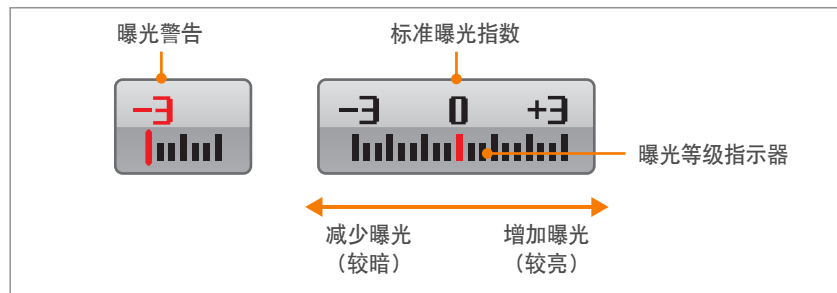 曝光警告
标准曝光指数
-3
-3 0 +3
曝光等级指示器
减少曝光
（较暗）
增加曝光
（较亮）